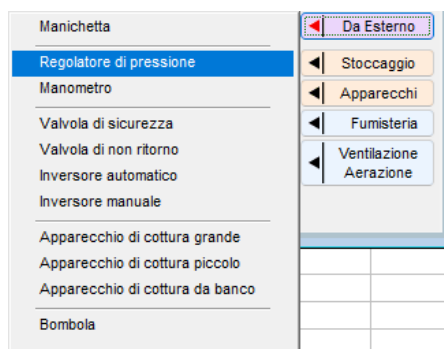 Manichetta
Regolatore di pressione
Manometro
Valvola di sicurezza
Valvola di non ritorno
Inversore automatico
Inversore manuale
Apparecchio di cottura grande
Apparecchio di cottura piccolo
Apparecchio di cottura da banco
Bombola
Da Esterno
Stoccaggio
Apparecchi
Fumisteria
Ventilazione
Aerazione